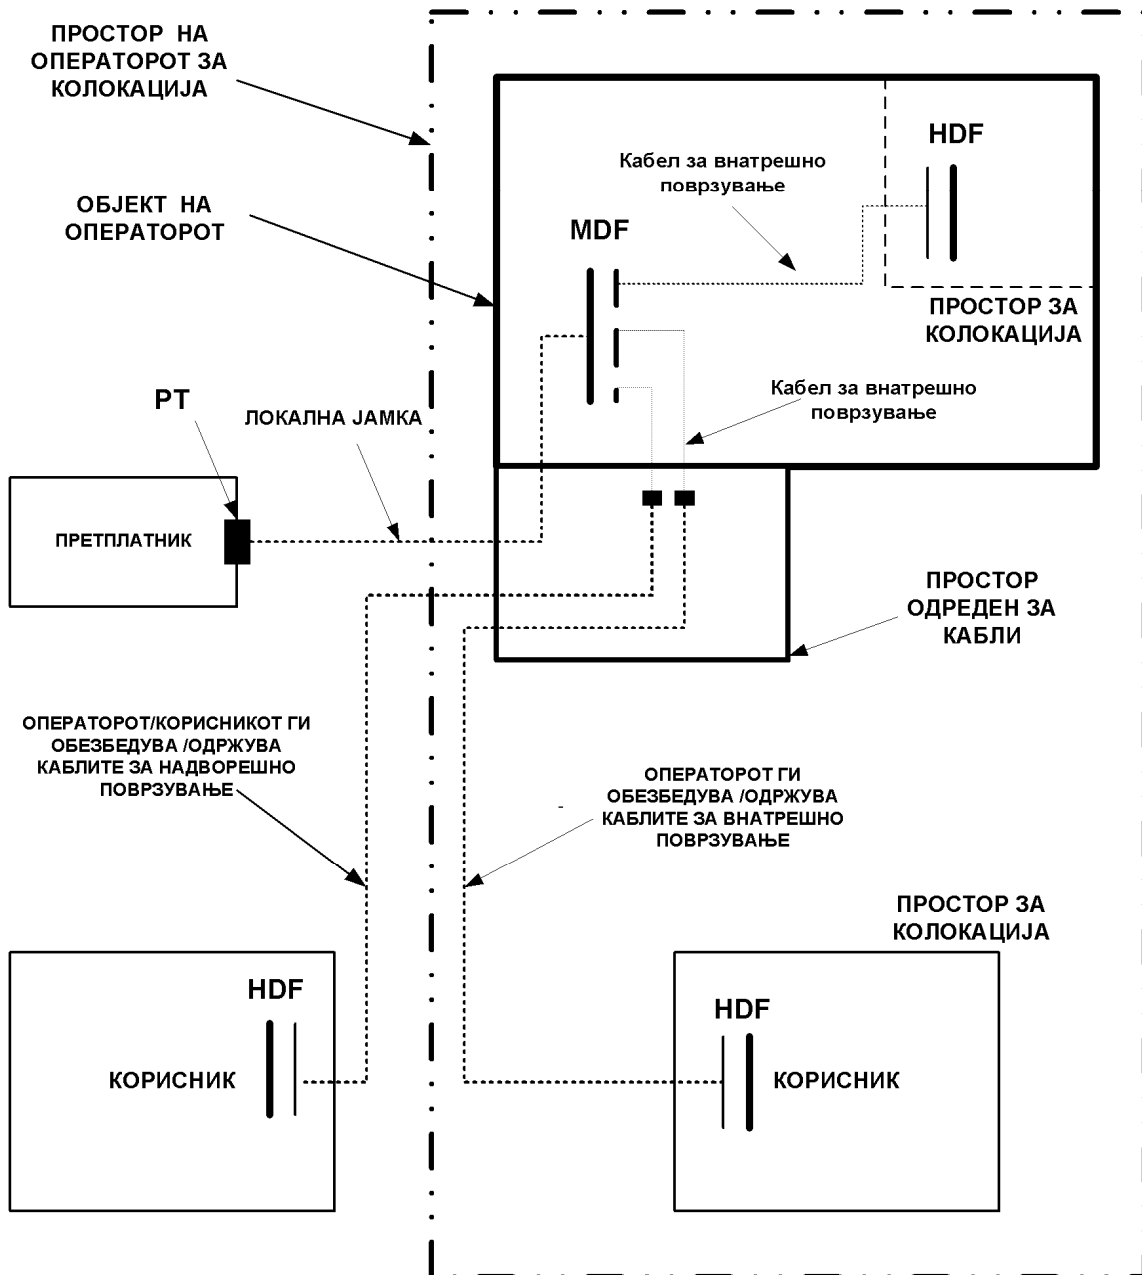 ПРОСТОР НА
ОПЕРАТОРОТ ЗА
КОЛОКАЦИЈА
HDF
Кабел за внатрешно
поврзување
ОБЈЕКТ НА
ОПЕРАТОРОТ
MDF
ПРОСТОР ЗА
КОЛОКАЦИЈА
Кабел за внатрешно
поврзување
PT
ЛОКАЛНА ЈАМКА
ПРЕТПЛАТНИК
ПРОСТОР
ОДРЕДЕН ЗА
КАБЛИ
ОПЕРАТОРОТ/КОРИСНИКОТ ГИ
ОБЕЗБЕДУВА /ОДРЖУВА
КАБЛИТЕ ЗА НАДВОРЕШНО
ПОВРЗУВАЊЕ
ОПЕРАТОРОТ ГИ
ОБЕЗБЕДУВА /ОДРЖУВА
КАБЛИТЕ ЗА ВНАТРЕШНО
ПОВРЗУВАЊЕ
ПРОСТОР ЗА
КОЛОКАЦИЈА
HDF
КОРИСНИК
HDF
КОРИСНИК